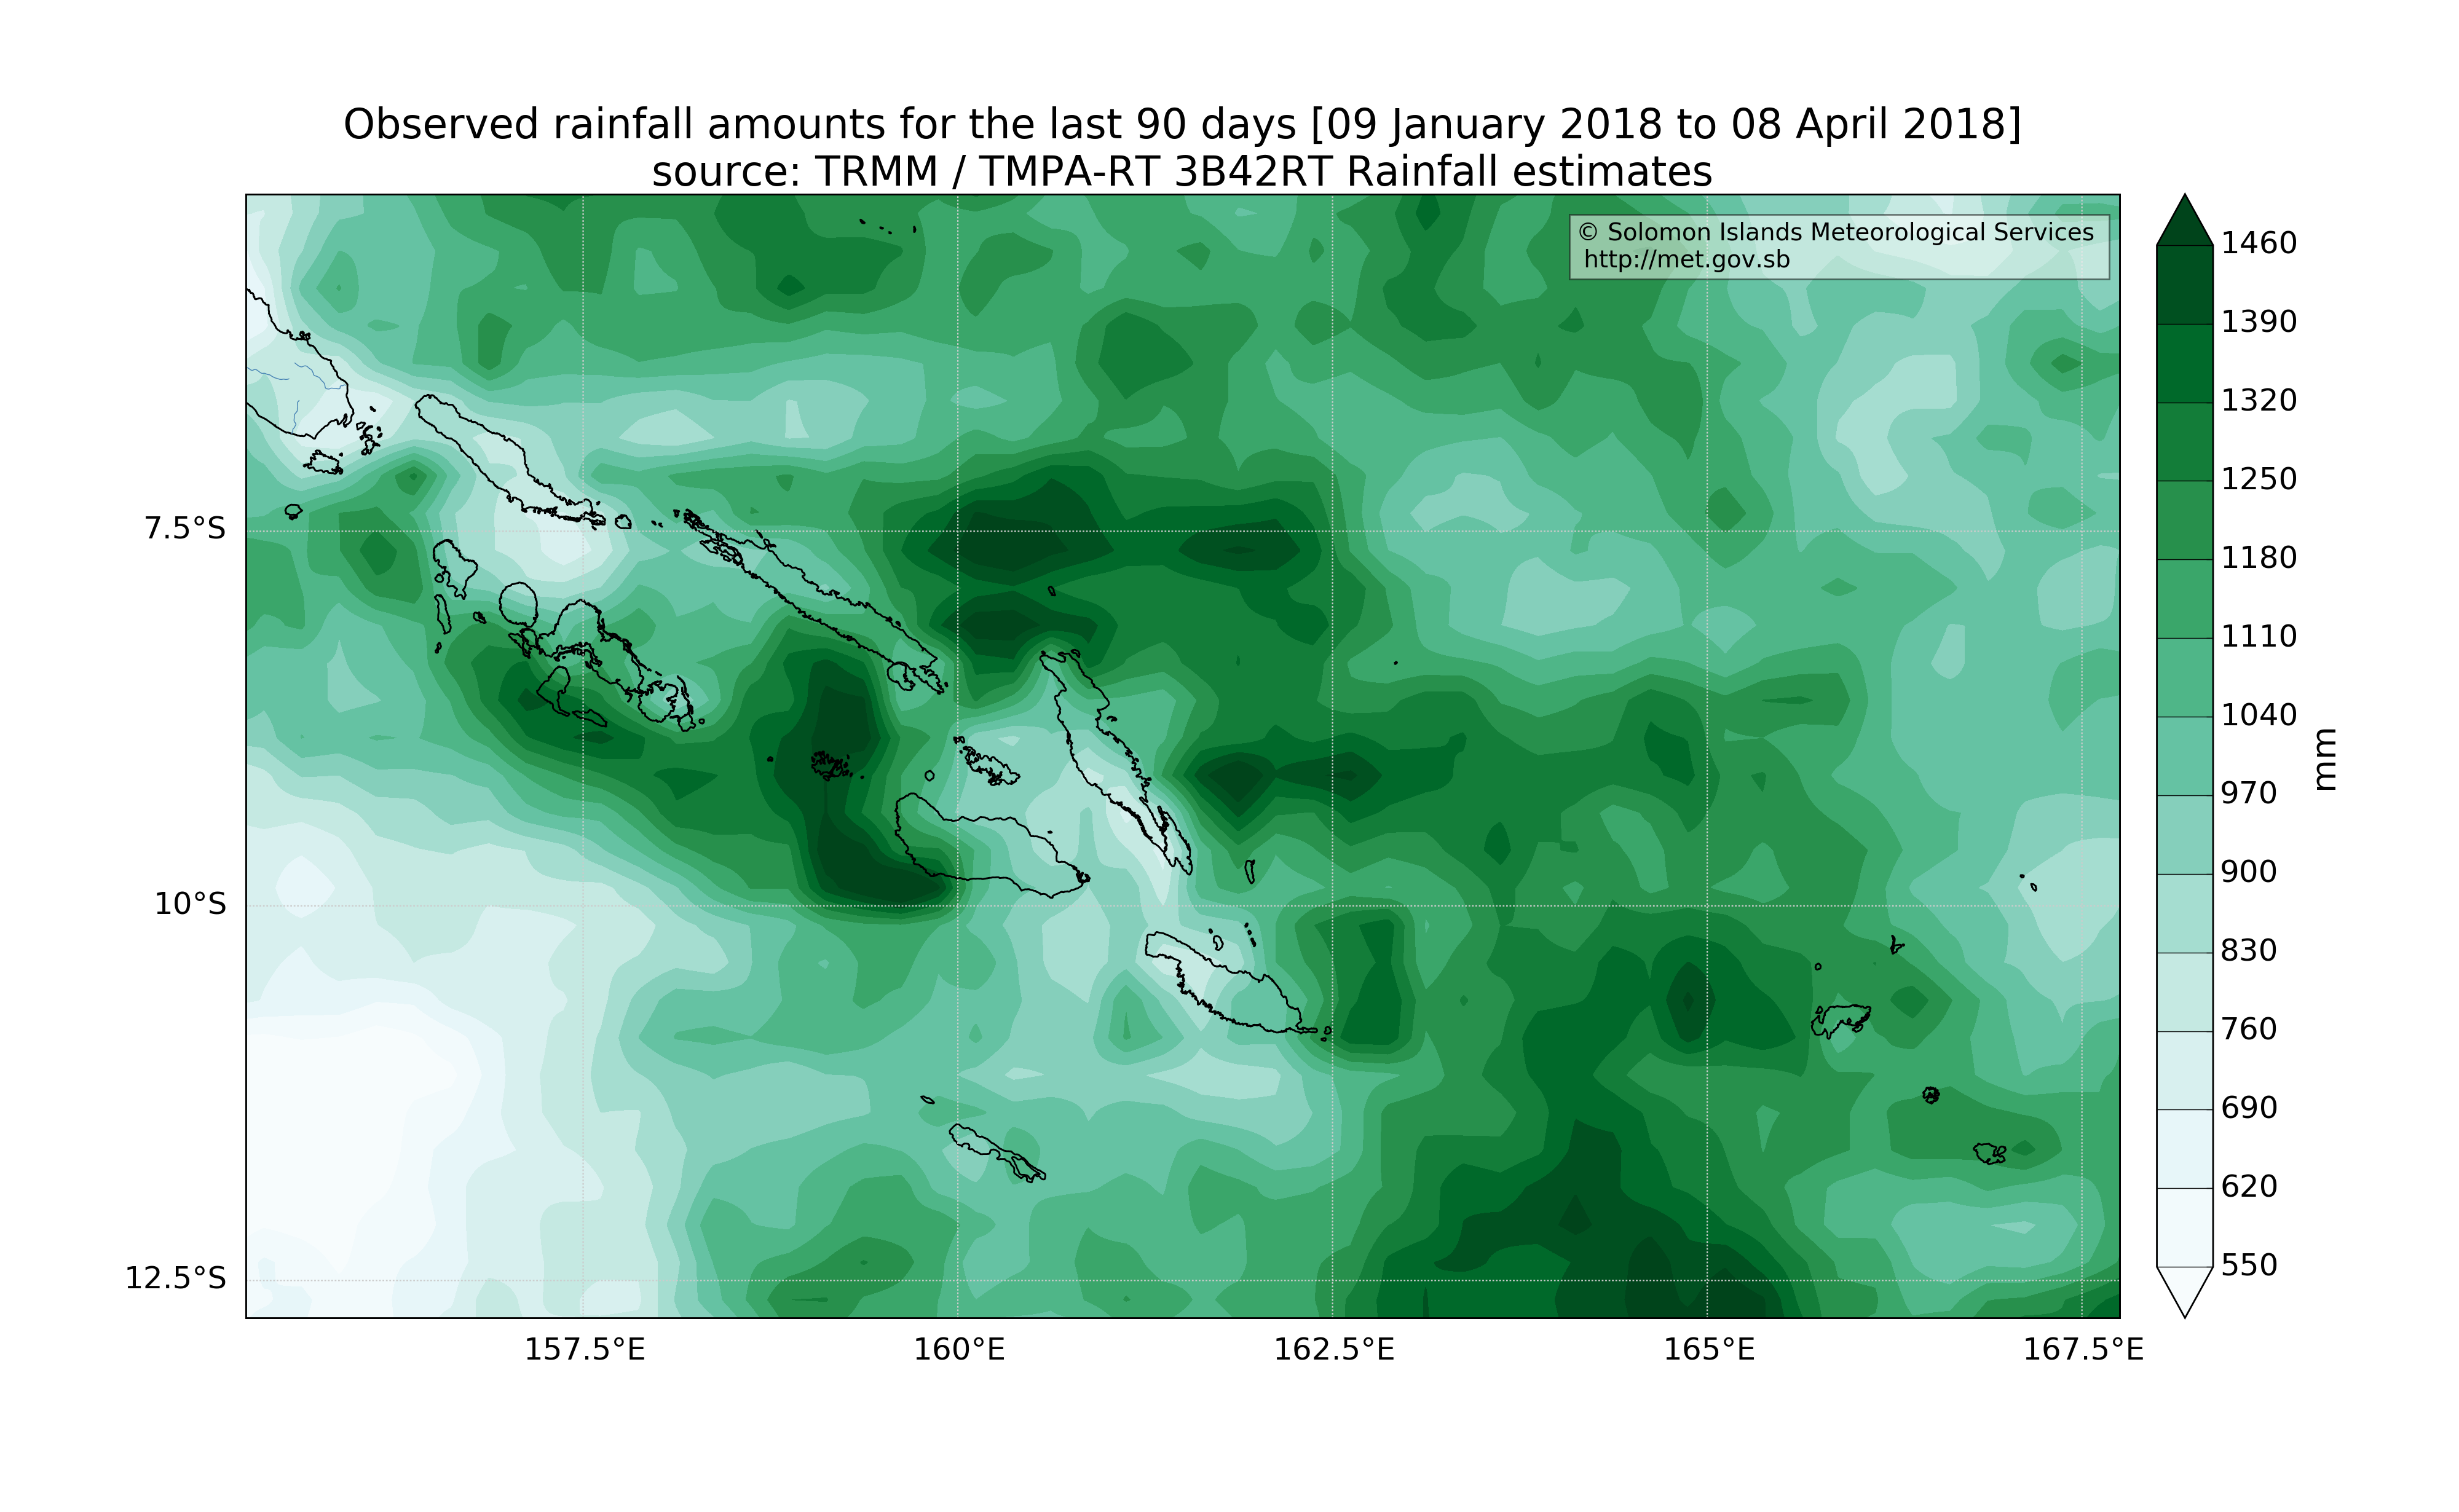 Observed rainfall amounts for the last 90 days [09 January 2018 to 08 April 2018]
source: TRMM / TMPA-RT 3B42RT Rainfall estimates
© Solomon Islands Meteorological Services
http://met.gov.sb
7.5°S
10°S
12.5°S
157.5°E
160°E
162.5°E
165°E
167.5°E
1460
1390
1320
1250
1180
1110
1040
970
900
830
760
690
620
550
mm